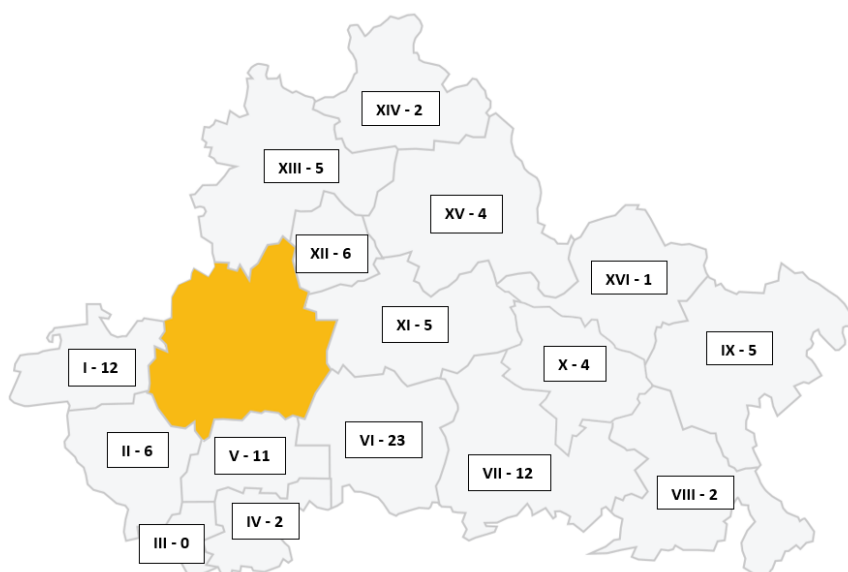 XIV - 2
XIII - 5
XV - 4
XII - 6
XVI - 1
XI - 5
IX - 5
X - 4
I - 12
VI - 23
II - 6
V - 11
VII - 12
VIII - 2
IV - 2
III - 0